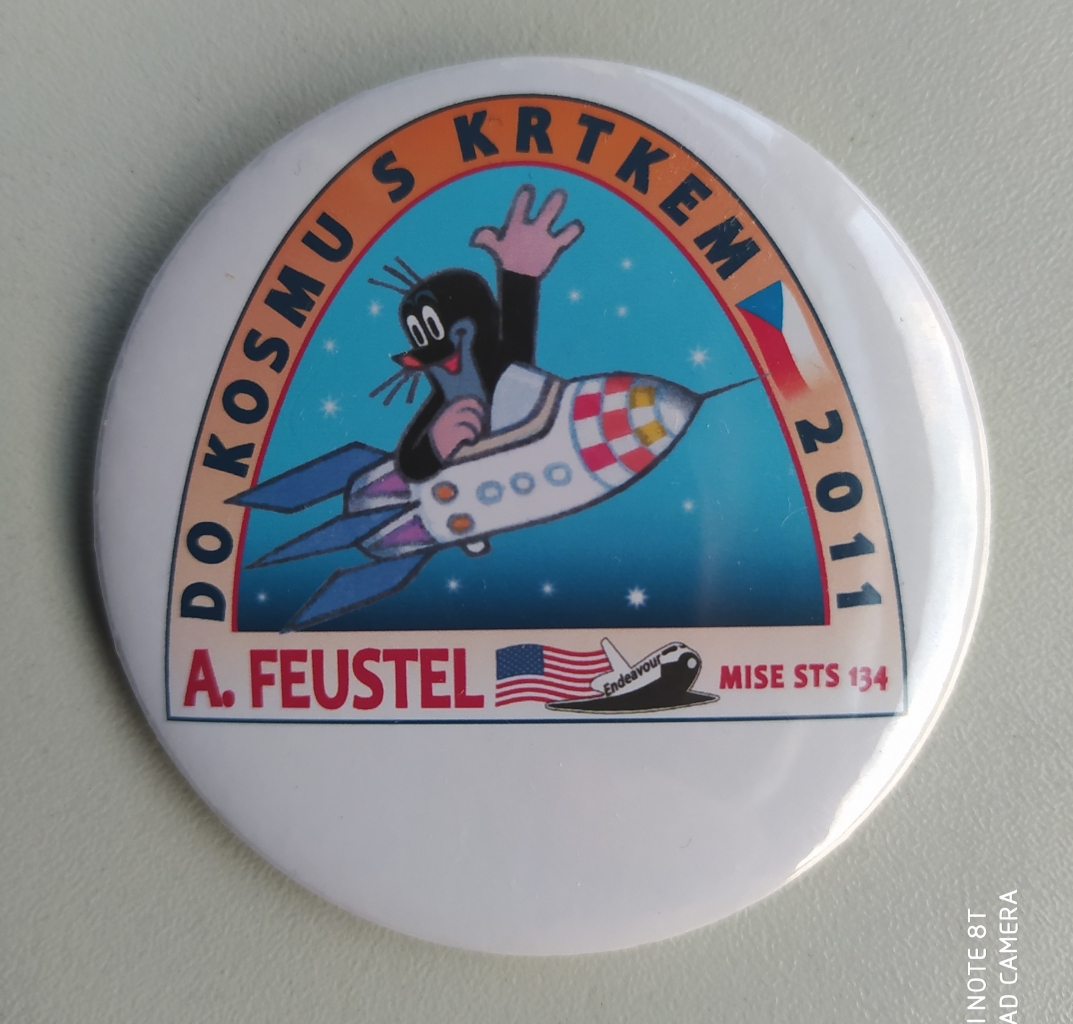 DO KOSMU S KRTKEM 2011
A. FEUSTEL
Endeavour
MISE STS 134
I NOTE 8T
AD CAMERA